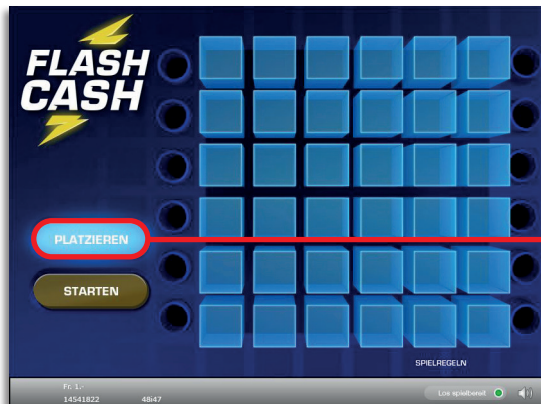 FLASH
CASH
PLATZIEREN
STARTEN
SPIELREGELN
Fr. 1.-
14541822 48i47
Los spielbereit